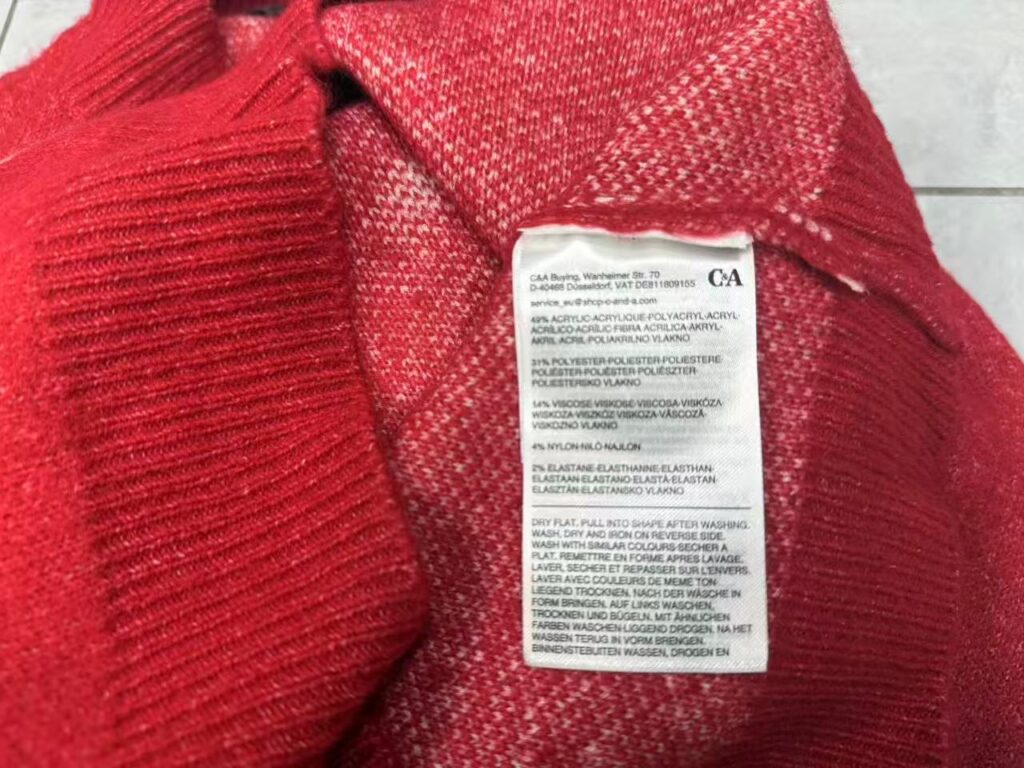 C&A Buying, Wanheimer Str. 70
D-40468 Düsseldorf, VAT DE811809155
C&A
service_eu@shop-c-and-a.com
49% ACRYLIC-ACRYLIQUE-POLYACRYL-ACRYL-
ACRÍLICO-ACRÍLIC FIBRA ACRILICA-AKRYL-
AKRIL-ACRIL-POLIAKRILNO VLAKNO
31% POLYESTER-POLIESTER-POLIESTERE
POLIÉSTER-POLIÈSTER-POLIÉSZTER-
POLIESTERSKO VLAKNO
14% VISCOSE-VISKOSE-VISCOSA-VISKÓZA
WISKOZA-VISZKÓZ VISKOZA-VÂSCOZĂ-
VISKOZNO VLAKNO
4% NYLON-NILÓ-NAJLON
2% ELASTANE-ELASTHANNE-ELASTHAN-
ELASTAAN-ELASTANO-ELASTÀ-ELASTAN-
ELASZTÁN-ELASTANSKO VLAKNO
DRY FLAT. PULL INTO SHAPE AFTER WASHING.
WASH, DRY AND IRON ON REVERSE SIDE.
WASH WITH SIMILAR COLOURS-SECHER A
PLAT. REMETTRE EN FORME APRES LAVAGE.
LAVER, SECHER ET REPASSER SUR L'ENVERS.
LAVER AVEC COULEURS DE MEME TON-
LIEGEND TROCKNEN. NACH DER WÄSCHE IN
FORM BRINGEN. AUF LINKS WASCHEN,
TROCKNEN UND BÜGELN. MIT ÄHNLICHEN
FARBEN WASCHEN-LIGGEND DROGEN. NA HET
WASSEN TERUG IN VORM BRENGEN.
BINNENSTEBUITEN WASSEN, DROGEN EN